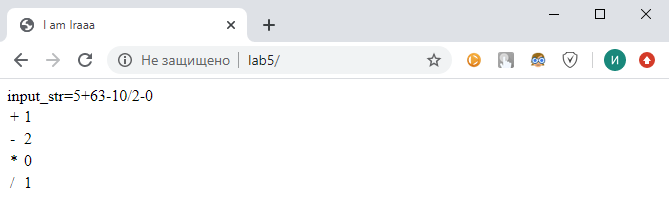 I am Iraaa
Не защищено | lab5/
И
input_str=5+63-10/2-0
+ 1
- 2
* 0
/ 1